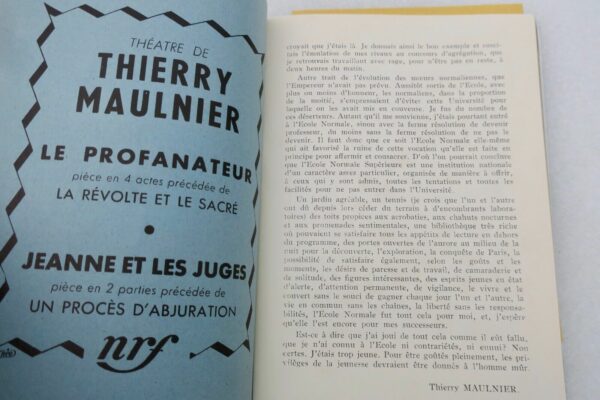 THÉATRE DE
THIERRY
MAULNIER
LE PROFANATEUR
pièce en 4 actes précédée de
LA RÉVOLTE ET LE SACRÉ
•
JEANNE ET LES JUGES
pièce en 2 parties précédée de
UN PROCÈS D'ABJURATION
nrf
croyait que j'étais là. Je donnais ainsi le bon exemple et susci-
tais l'émulation de mes rivaux au concours d'agrégation, que
je retrouvais travaillant avec rage, pour n'être pas en reste, à
deux heures du matin.
Autre trait de l'évolution des mœurs normaliennes, que
l'Empereur n'avait pas prévu. Aussitôt sortis de l'Ecole, avec
plus ou moins d'honneur, les normaliens, dans la proportion
de la moitié, s'empressaient d'éviter cette Université pour
laquelle on les avait mis en couveuse. Je fus du nombre de
ces déserteurs. Autant qu'il me souvienne, j'étais pourtant entré
à l'Ecole Normale, sinon avec la ferme résolution de devenir
professeur, du moins sans la ferme résolution de ne pas le
devenir. Il faut donc que ce soit l'Ecole Normale elle-même
qui ait favorisé la ruine de cette vocation qu'elle est faite en
principe pour affermir et consacrer. D'où l'on pourrait conclure
que l'Ecole Normale Supérieure est une institution nationale
d'un caractère assez particulier, organisée de manière à offrir,
à ceux qui y sont admis, toutes les tentations et toutes les
facilités pour ne pas entrer dans l'Université.
Un jardin agréable, un tennis (je crois que l'un et l'autre
ont dû depuis lors céder du terrain à d'encombrants labora-
toires) des toits propices aux acrobaties, aux chahuts nocturnes
et aux promenades sentimentales, une bibliothèque très riche
où pouvaient se satisfaire tous les appétits de lecture en dehors
du programme, des portes ouvertes de l'aurore au milieu de la
nuit pour la découverte, l'exploration, la conquête de Paris, la
possibilité de satisfaire également, selon les goûts et les
moments, les désirs de paresse et de travail, de camaraderie et
de solitude, des figures intéressantes, des esprits jeunes en état
d'alerte, d'attention permanente, de vigilance, le vivre et le
couvert sans le souci de gagner chaque jour l'un et l'autre, la
vie en commun sans les chaînes, la liberté sans les responsa-
bilités, l'Ecole Normale fut tout cela pour moi, et, j'espère
qu'elle l'est encore pour mes successeurs.
Est-ce à dire que j'ai joui de tout cela comme il eût fallu,
que je n'ai connu à l'Ecole ni contrariétés, ni ennui? Non
certes. J'étais trop jeune. Pour être goûtés pleinement, les pri-
vilèges de la jeunesse devraient être donnés à l'homme mûr.
Thierry MAULNIER.